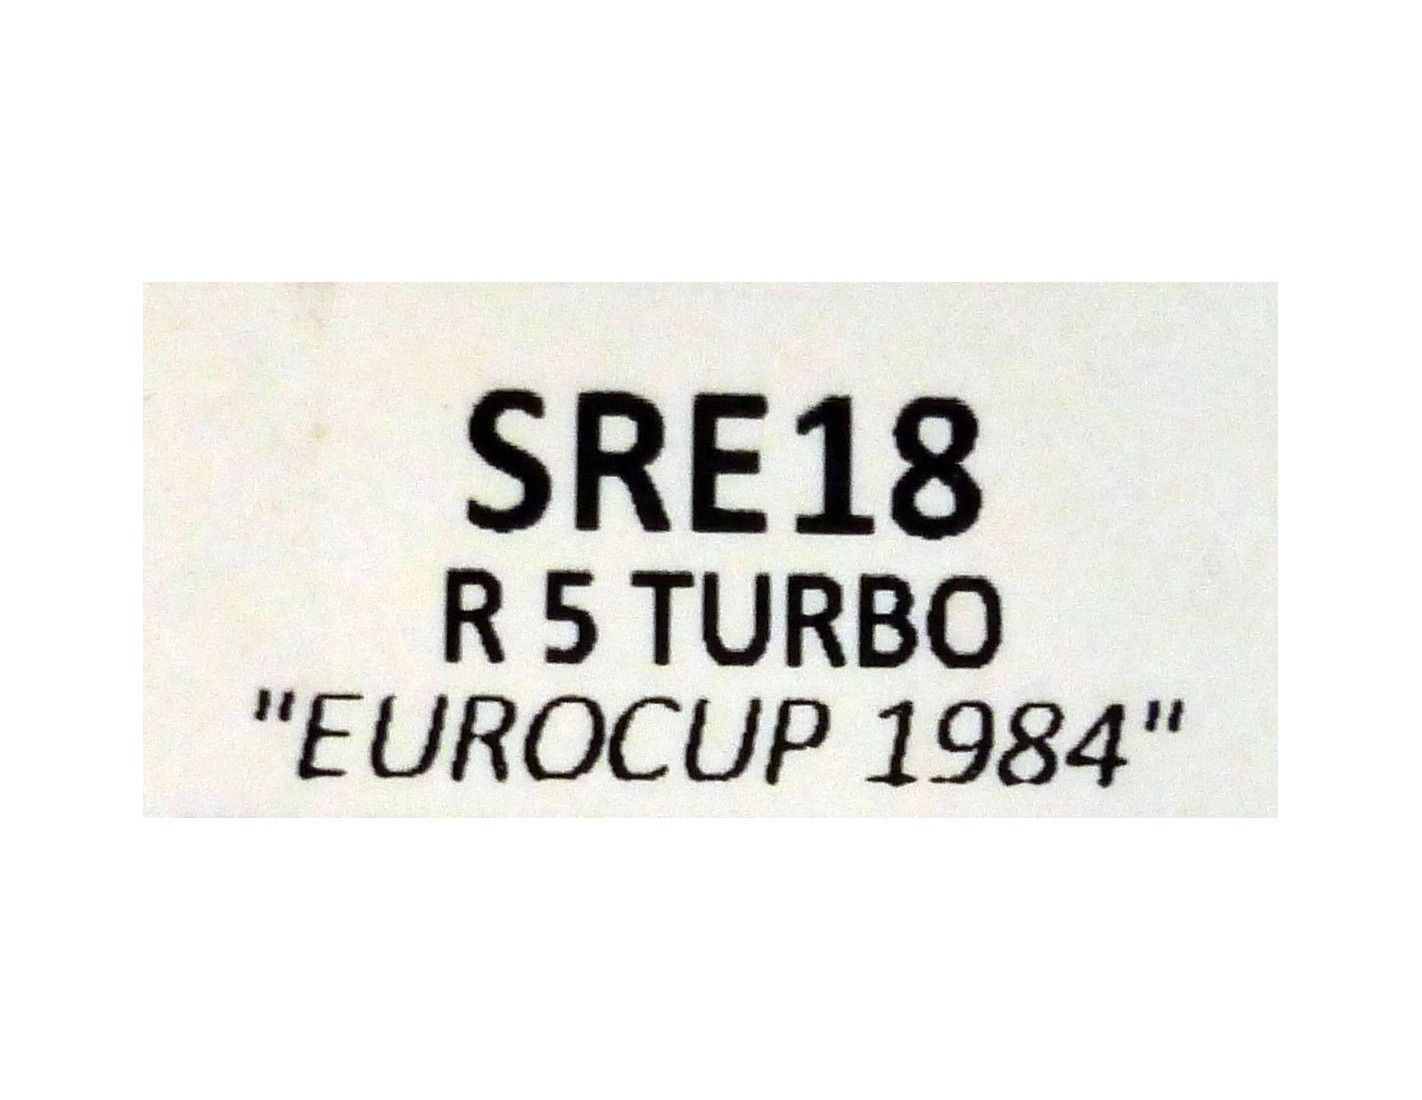 SRE18
R 5 TURBO
"EUROCUP 1984"